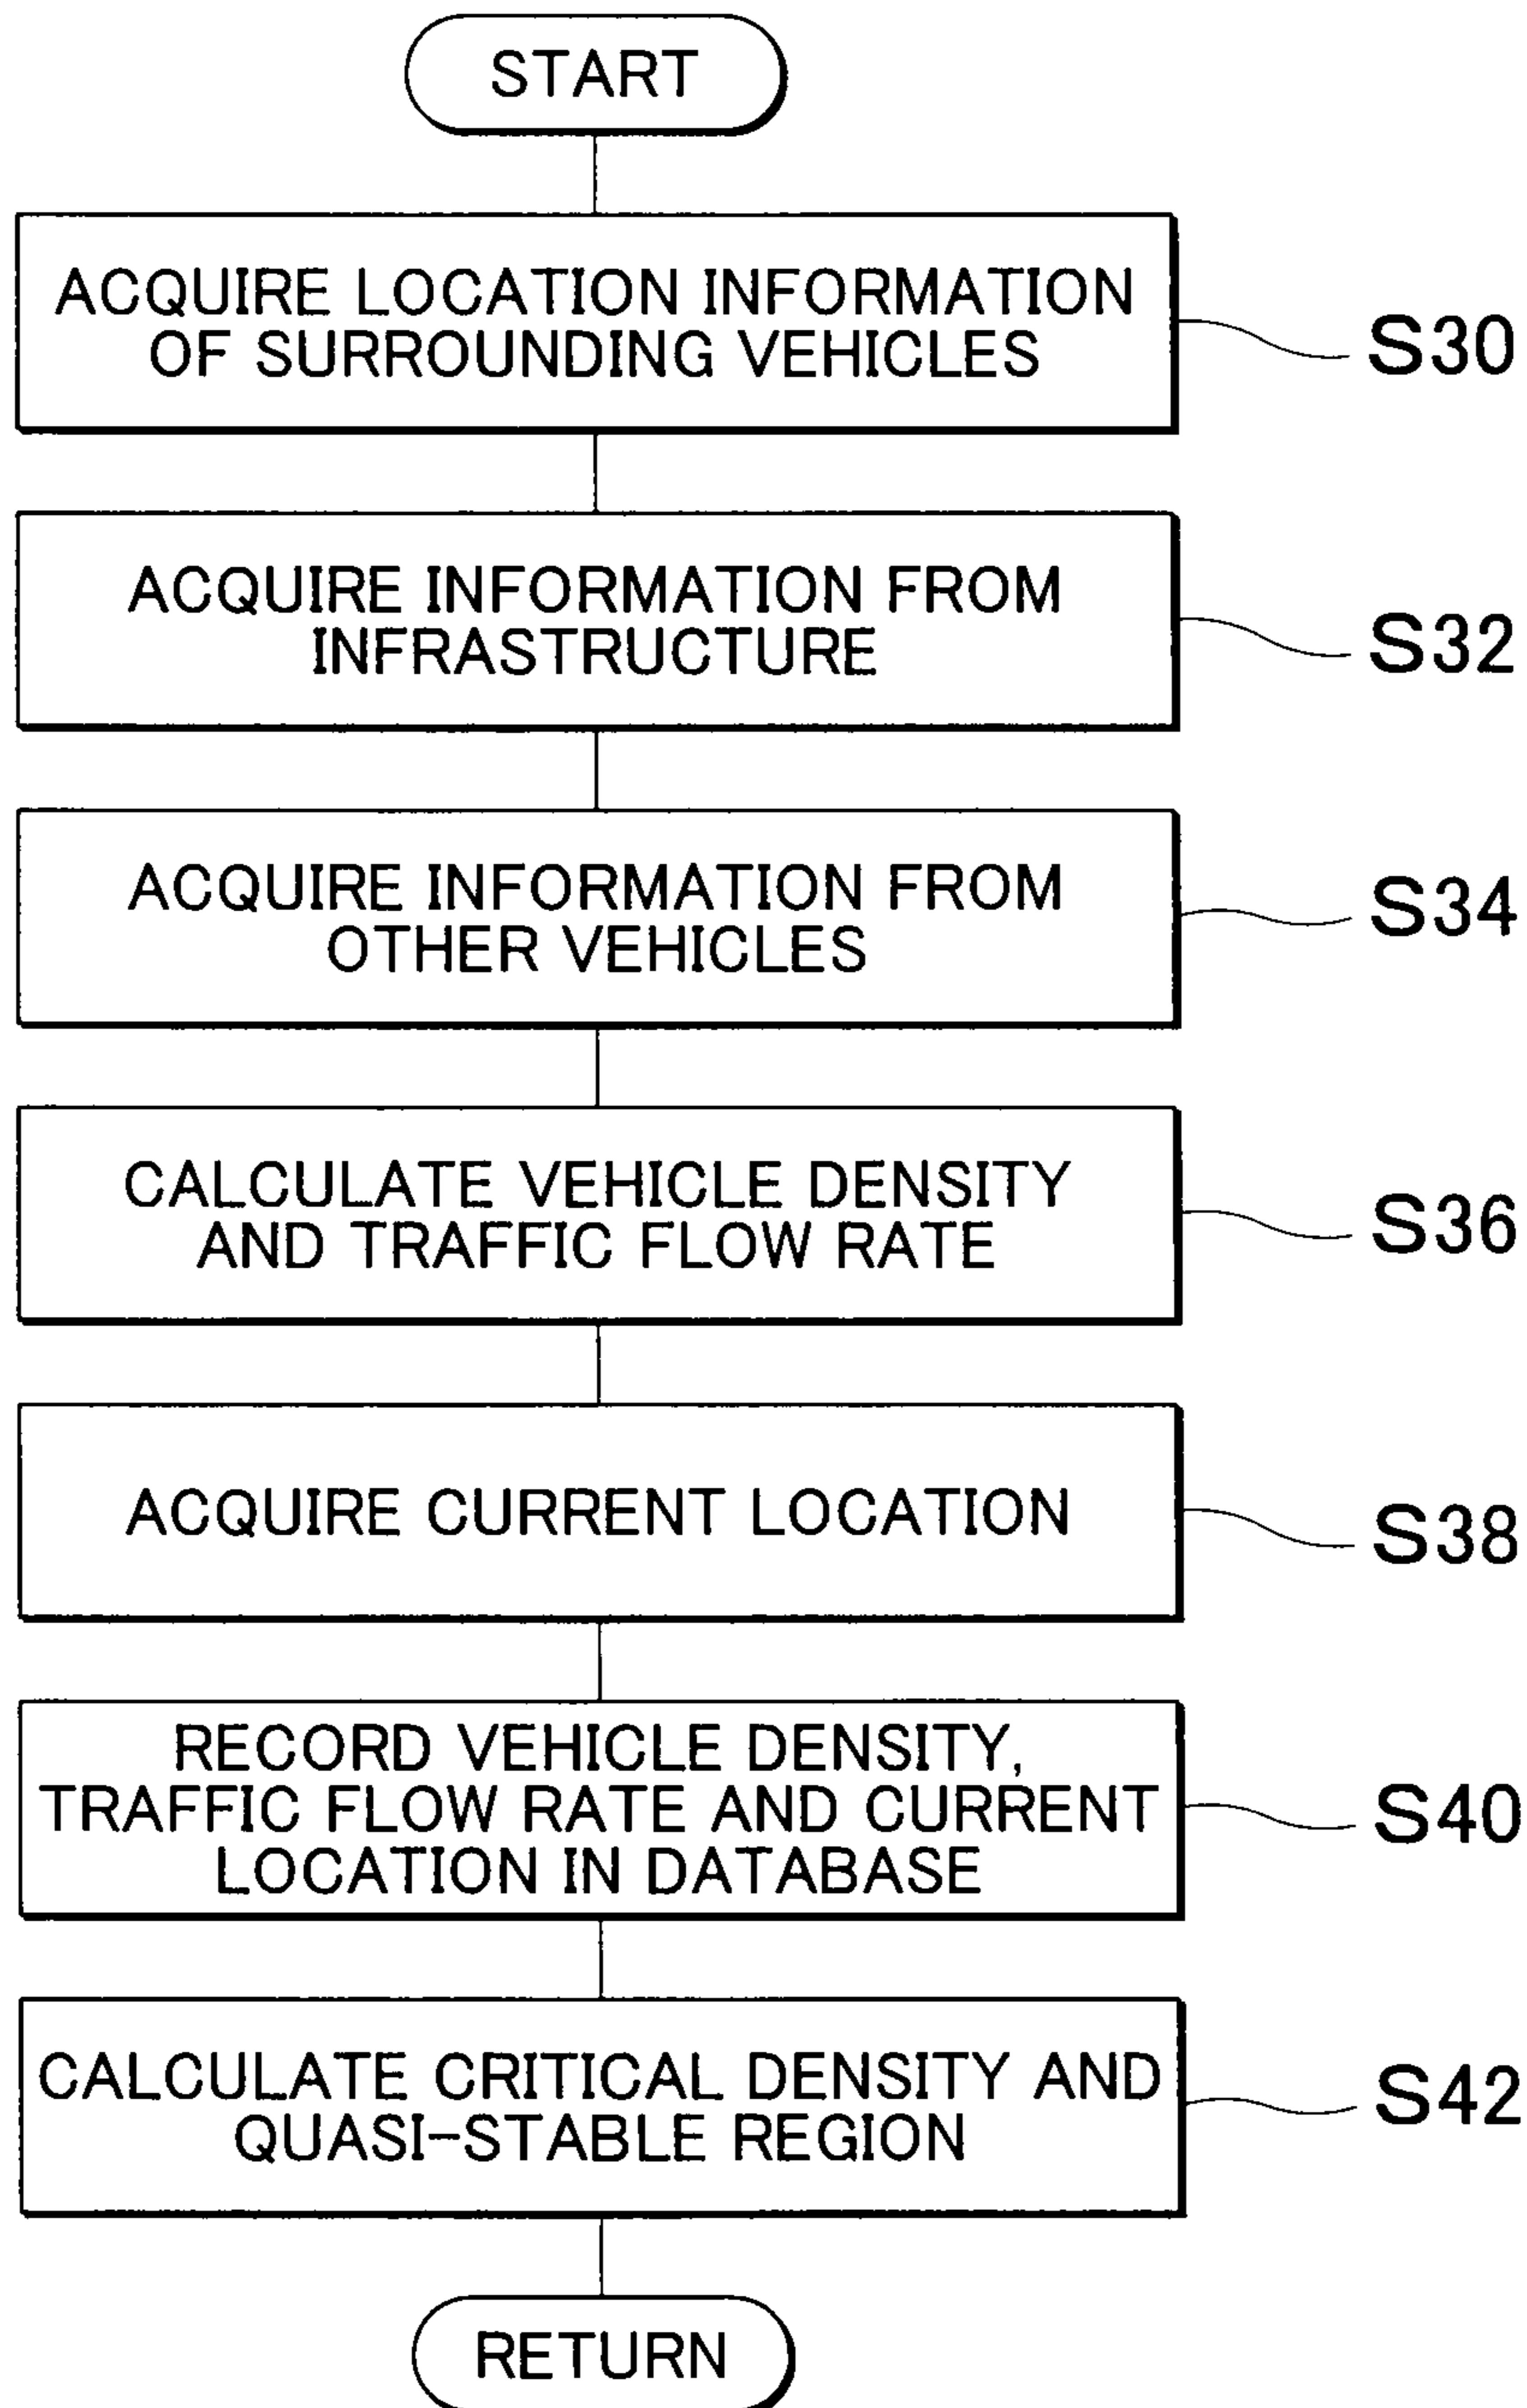 START
ACQUIRE LOCATION INFORMATION
OF SURROUNDING VEHICLES
S30
ACQUIRE INFORMATION FROM
INFRASTRUCTURE
S32
ACQUIRE INFORMATION FROM
OTHER VEHICLES
S34
CALCULATE VEHICLE DENSITY
AND TRAFFIC FLOW RATE
S36
ACQUIRE CURRENT LOCATION
S38
RECORD VEHICLE DENSITY,
TRAFFIC FLOW RATE AND CURRENT
LOCATION IN DATABASE
S40
CALCULATE CRITICAL DENSITY AND
QUASI-STABLE REGION
S42
RETURN